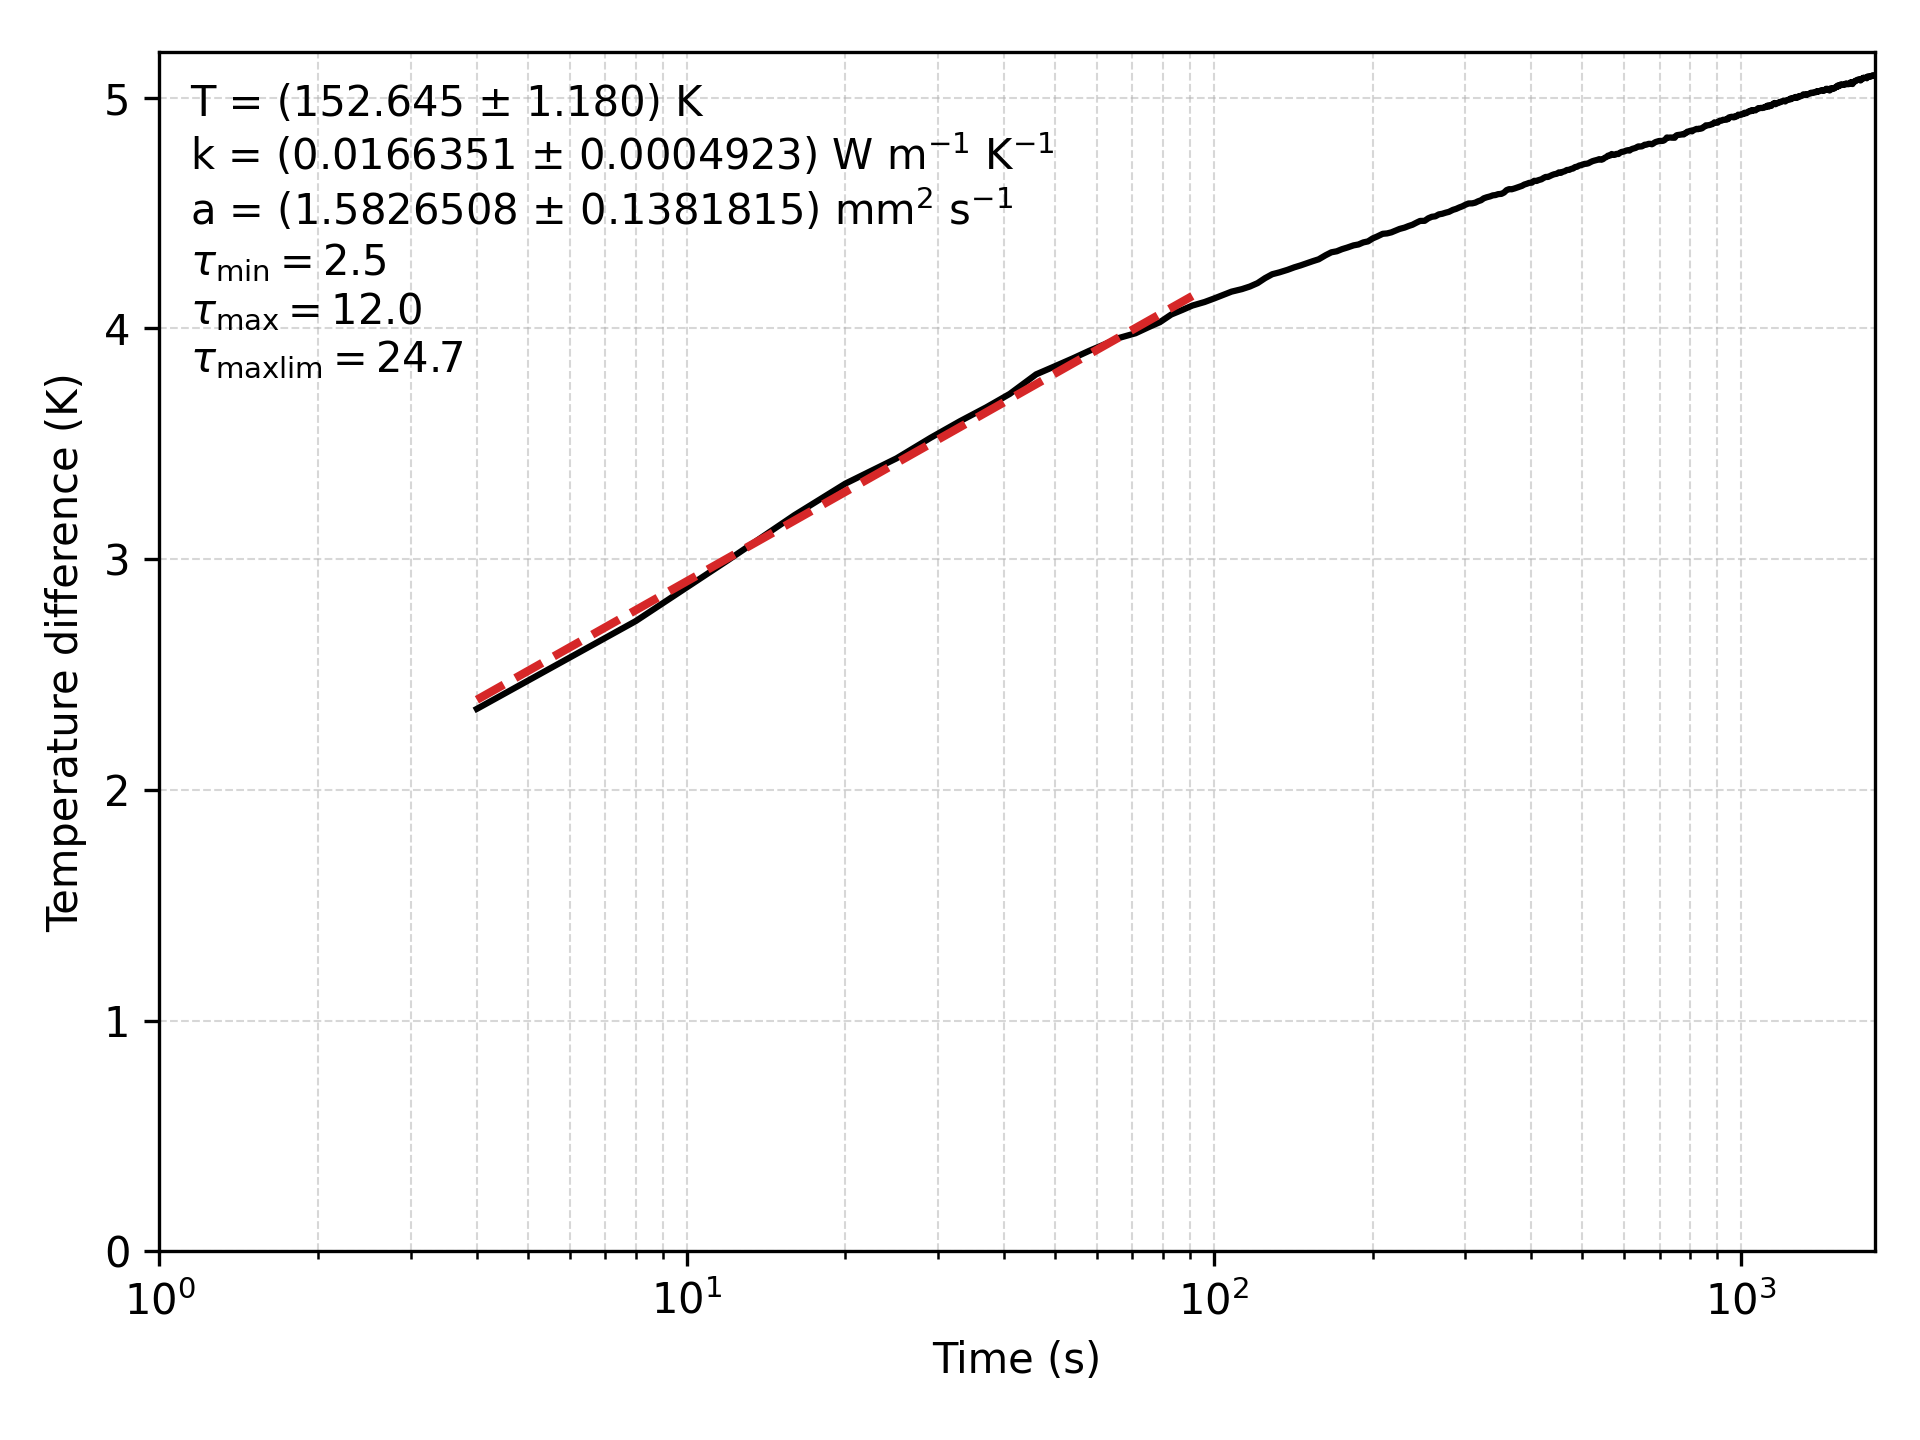 T = (152.645 ± 1.180) K
k = (0.0166351 ± 0.0004923) W m⁻¹ K⁻¹
a = (1.5826508 ± 0.1381815) mm² s⁻¹
τmin = 2.5
τmax = 12.0
τmaxlim = 24.7
Temperature difference (K)
5
4
3
2
1
0
10⁰ 10¹ 10² 10³
Time (s)